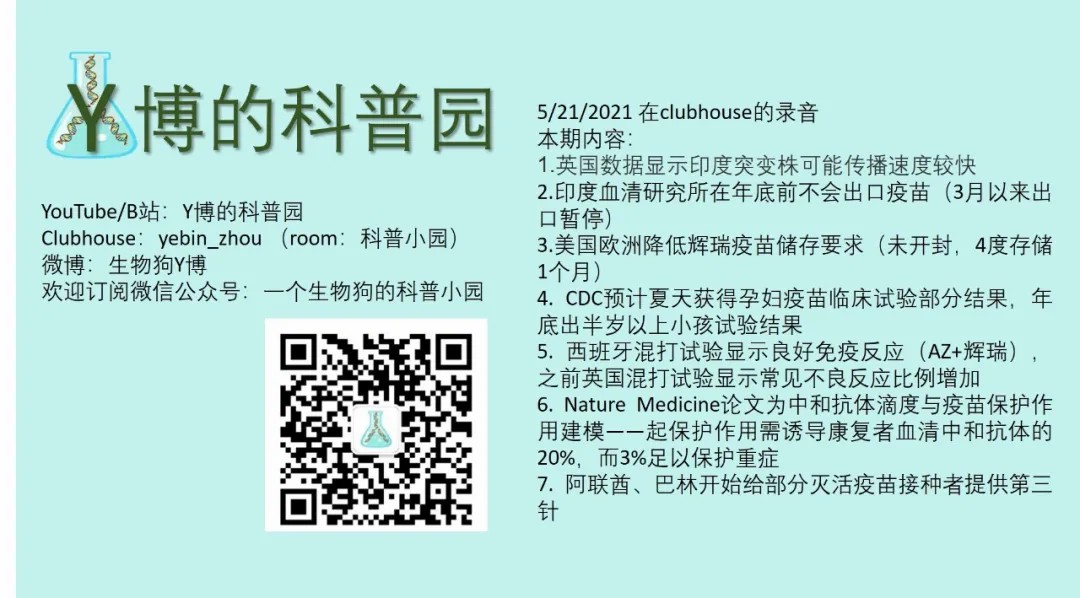 Y博的科普园
YouTube/B站：Y博的科普园
Clubhouse：yebin_zhou （room：科普小园）
微博：生物狗Y博
欢迎订阅微信公众号：一个生物狗的科普小园
5/21/2021 在clubhouse的录音
本期内容：
1.英国数据显示印度突变株可能传播速度较快
2.印度血清研究所在年底前不会出口疫苗（3月以来出
口暂停）
3.美国欧洲降低辉瑞疫苗储存要求（未开封，4度存储
1个月）
4. CDC预计夏天获得孕妇疫苗临床试验部分结果，年
底出半岁以上小孩试验结果
5. 西班牙混打试验显示良好免疫反应（AZ+辉瑞），
之前英国混打试验显示常见不良反应比例增加
6. Nature Medicine论文为中和抗体滴度与疫苗保护作
用建模——起保护作用需诱导康复者血清中和抗体的
20%，而3%足以保护重症
7. 阿联酋、巴林开始给部分灭活疫苗接种者提供第三
针